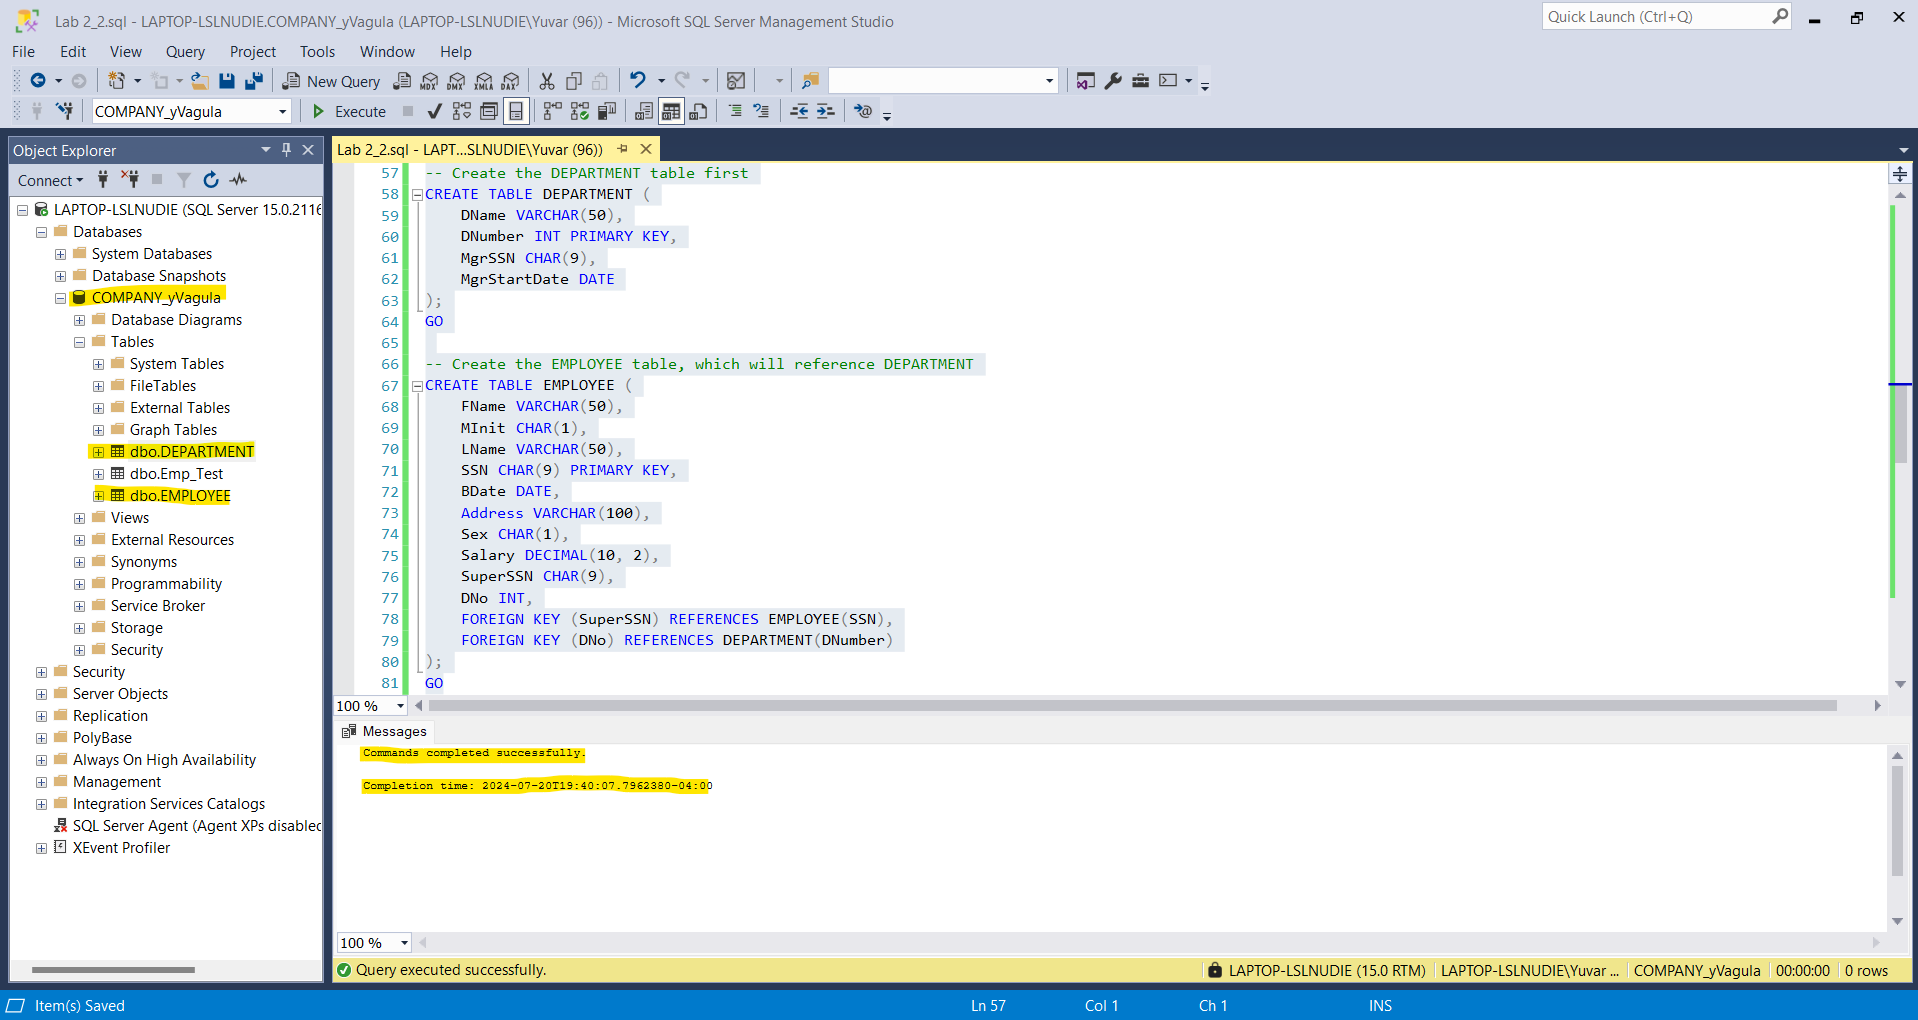 Lab 2_2.sql - LAPTOP-LSLNUDIE.COMPANY_yVagula (LAPTOP-LSLNUDIE\Yuvar (96)) - Microsoft SQL Server Management Studio
Quick Launch (Ctrl+Q)
File Edit View Query Project Tools Window Help
New Query MDX DMX XMLA DAX
COMPANY_yVagula Execute
Object Explorer
Connect
LAPTOP-LSLNUDIE (SQL Server 15.0.2116
Databases
System Databases
Database Snapshots
COMPANY_yVagula
Database Diagrams
Tables
System Tables
FileTables
External Tables
Graph Tables
dbo.DEPARTMENT
dbo.Emp_Test
dbo.EMPLOYEE
Views
External Resources
Synonyms
Programmability
Service Broker
Storage
Security
Security
Server Objects
Replication
PolyBase
Always On High Availability
Management
Integration Services Catalogs
SQL Server Agent (Agent XPs disabled
XEvent Profiler
Lab 2_2.sql - LAPT...SLNUDIE\Yuvar (96))
57 -- Create the DEPARTMENT table first
58 CREATE TABLE DEPARTMENT (
59 DName VARCHAR(50),
60 DNumber INT PRIMARY KEY,
61 MgrSSN CHAR(9),
62 MgrStartDate DATE
63 );
64 GO
65
66 -- Create the EMPLOYEE table, which will reference DEPARTMENT
67 CREATE TABLE EMPLOYEE (
68 FName VARCHAR(50),
69 MInit CHAR(1),
70 LName VARCHAR(50),
71 SSN CHAR(9) PRIMARY KEY,
72 BDate DATE,
73 Address VARCHAR(100),
74 Sex CHAR(1),
75 Salary DECIMAL(10, 2),
76 SuperSSN CHAR(9),
77 DNo INT,
78 FOREIGN KEY (SuperSSN) REFERENCES EMPLOYEE(SSN),
79 FOREIGN KEY (DNo) REFERENCES DEPARTMENT(DNumber)
80 );
81 GO
100 %
Messages
Commands completed successfully.
Completion time: 2024-07-20T19:40:07.7962380-04:00
100 %
Query executed successfully. LAPTOP-LSLNUDIE (15.0 RTM) LAPTOP-LSLNUDIE\Yuvar ... COMPANY_yVagula 00:00:00 0 rows
Item(s) Saved Ln 57 Col 1 Ch 1 INS